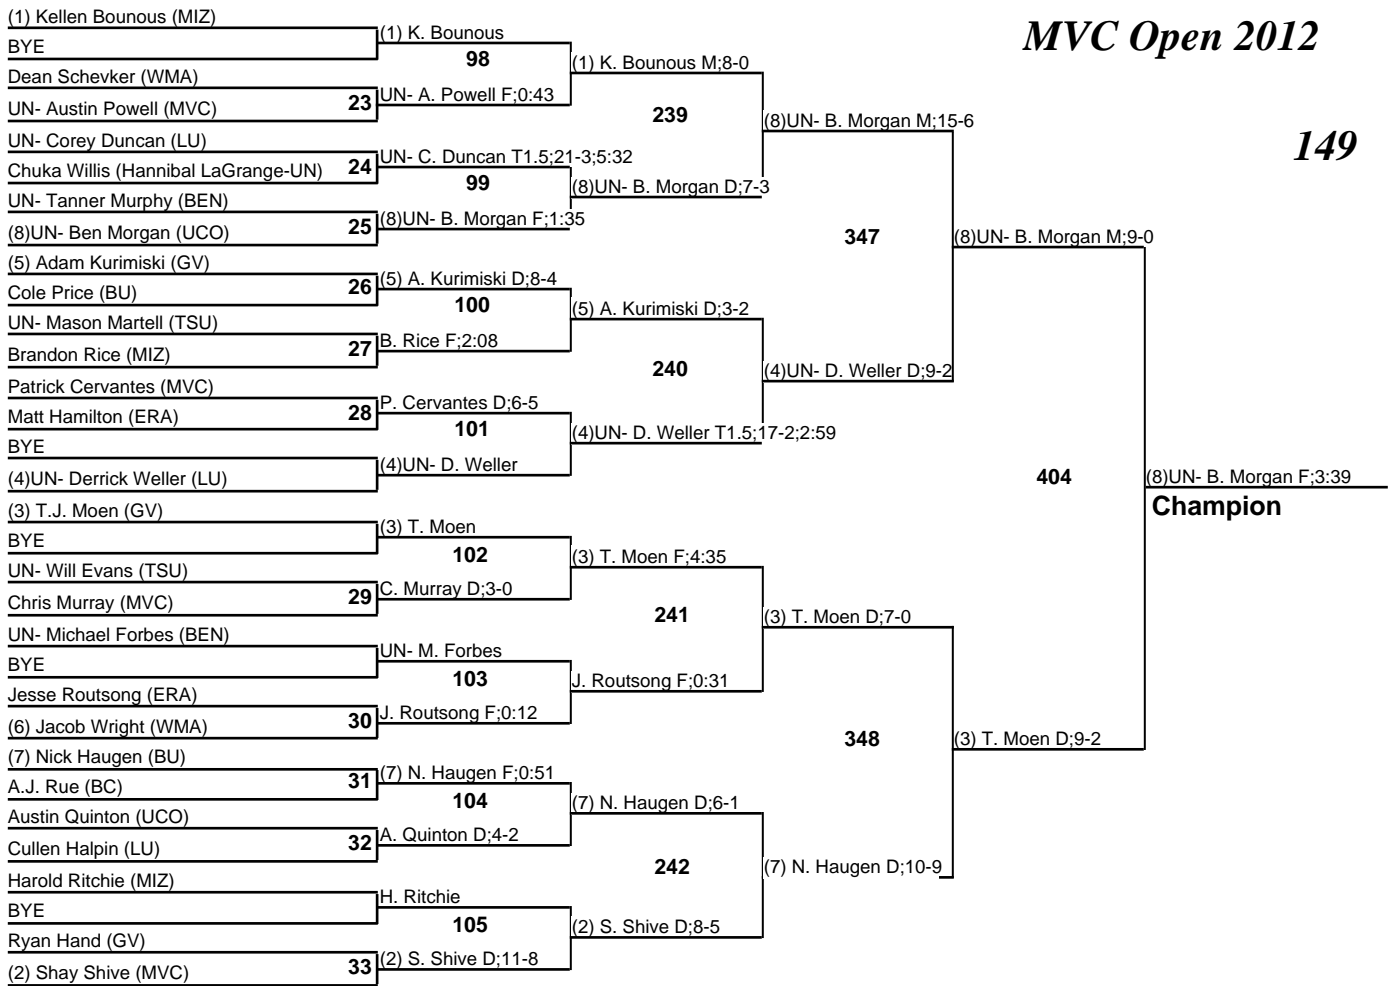 MVC Open 2012
149
(1) Kellen Bounous (MIZ)
BYE
Dean Schevker (WMA)
UN- Austin Powell (MVC)
23
UN- Corey Duncan (LU)
Chuka Willis (Hannibal LaGrange-UN)
24
UN- Tanner Murphy (BEN)
(8)UN- Ben Morgan (UCO)
25
(5) Adam Kurimiski (GV)
Cole Price (BU)
26
UN- Mason Martell (TSU)
Brandon Rice (MIZ)
27
Patrick Cervantes (MVC)
Matt Hamilton (ERA)
28
BYE
(4)UN- Derrick Weller (LU)
(3) T.J. Moen (GV)
BYE
UN- Will Evans (TSU)
Chris Murray (MVC)
29
UN- Michael Forbes (BEN)
BYE
Jesse Routsong (ERA)
(6) Jacob Wright (WMA)
30
(7) Nick Haugen (BU)
A.J. Rue (BC)
31
Austin Quinton (UCO)
Cullen Halpin (LU)
32
Harold Ritchie (MIZ)
BYE
Ryan Hand (GV)
(2) Shay Shive (MVC)
33
(1) K. Bounous
98
UN- A. Powell F;0:43
UN- C. Duncan T1.5;21-3;5:32
99
(8)UN- B. Morgan F;1:35
(5) A. Kurimiski D;8-4
100
B. Rice F;2:08
P. Cervantes D;6-5
101
(4)UN- D. Weller
(3) T. Moen
102
C. Murray D;3-0
UN- M. Forbes
103
J. Routsong F;0:12
(7) N. Haugen F;0:51
104
A. Quinton D;4-2
H. Ritchie
105
(2) S. Shive D;11-8
(1) K. Bounous M;8-0
239
(8)UN- B. Morgan D;7-3
(5) A. Kurimiski D;3-2
240
(4)UN- D. Weller T1.5;17-2;2:59
(3) T. Moen F;4:35
241
J. Routsong F;0:31
(7) N. Haugen D;6-1
242
(2) S. Shive D;8-5
(8)UN- B. Morgan M;15-6
347
(4)UN- D. Weller D;9-2
(3) T. Moen D;7-0
348
(7) N. Haugen D;10-9
(8)UN- B. Morgan M;9-0
404
(3) T. Moen D;9-2
(8)UN- B. Morgan F;3:39
Champion